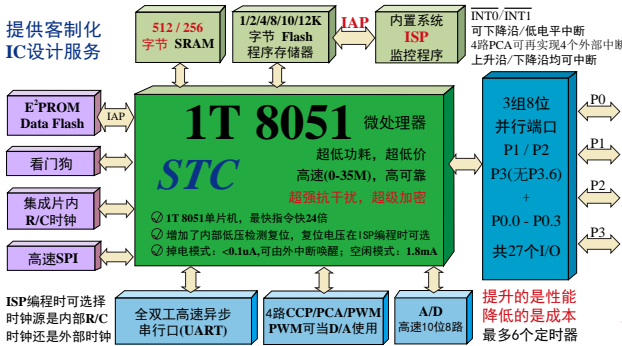 提供客制化
IC设计服务
512 / 256
字节 SRAM
1/2/4/8/10/12K
字节 Flash
程序存储器
IAP
内置系统
ISP
监控程序
INT0/INT1
可下降沿/低电平中断
4路PCA可再实现4个外部中断
上升沿/下降沿均可中断
E²PROM
Data Flash
IAP
看门狗
集成片内
R/C时钟
高速SPI
1T 8051 微处理器
STC
超低功耗，超低价
高速(0-35M)，高可靠
超强抗干扰，超级加密
1T 8051单片机，最快指令快24倍
增加了内部低压检测复位，复位电压在ISP编程时可选
掉电模式：<0.1uA,可由外中断唤醒；空闲模式：1.8mA
3组8位
并行端口
P1 / P2
P3(无P3.6)
+
P0.0 - P0.3
共27个I/O
P0
P1
P2
P3
ISP编程时可选择
时钟源是内部R/C
时钟还是外部时钟
全双工高速异步
串行口(UART)
4路CCP/PCA/PWM
PWM可当D/A使用
A/D
高速10位8路
提升的是性能
降低的是成本
最多6个定时器